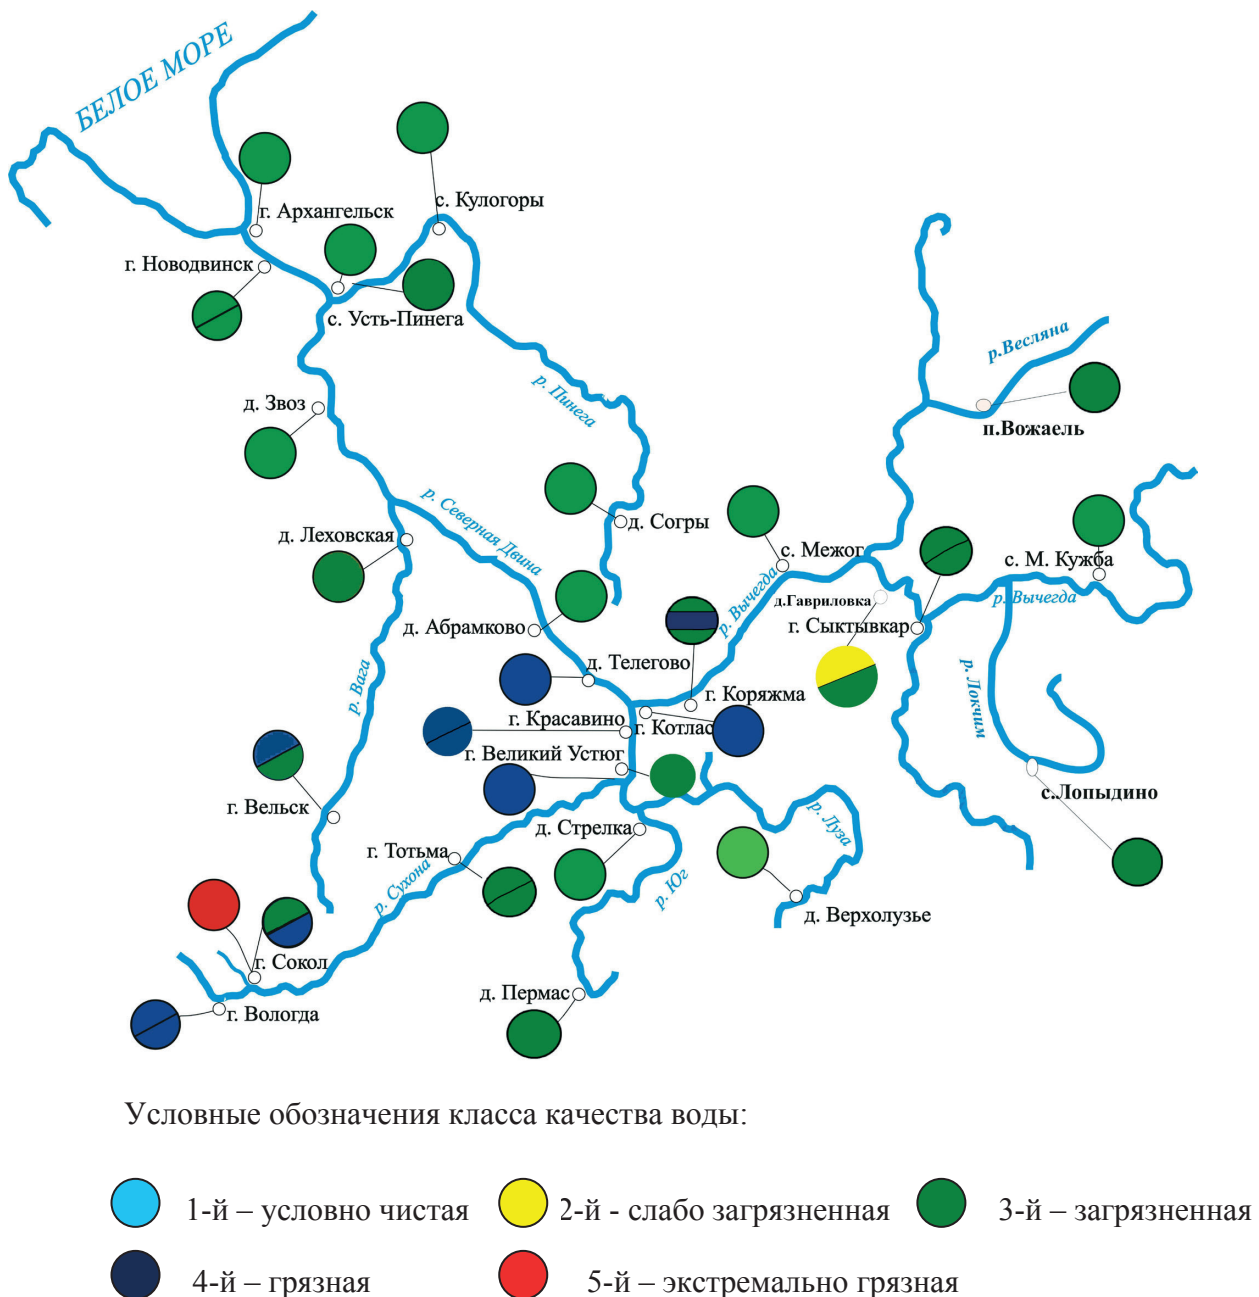 БЕЛОЕ МОРЕ
с. Кулогоры
г. Архангельск
г. Новодвинск
с. Усть-Пинега
р.Весляна
р. Пинега
д. Звоз
п.Вожаель
р. Северная Двина
д. Согры
д. Леховская
с. Межог
с. М. Кужба
р. Вычегда
д.Гавриловка
р. Вычегда
г. Сыктывкар
д. Абрамково
р. Вага
д. Телегово
р. Локчим
г. Коряжма
г. Красавино
г. Котлас
г. Великий Устюг
с.Лопыдино
г. Вельск
д. Стрелка
р. Луза
г. Тотьма
р. Сухона
р. Юг
д. Верхолузье
г. Сокол
д. Пермас
г. Вологда
Условные обозначения класса качества воды:
1-й – условно чистая
2-й - слабо загрязненная
3-й – загрязненная
4-й – грязная
5-й – экстремально грязная